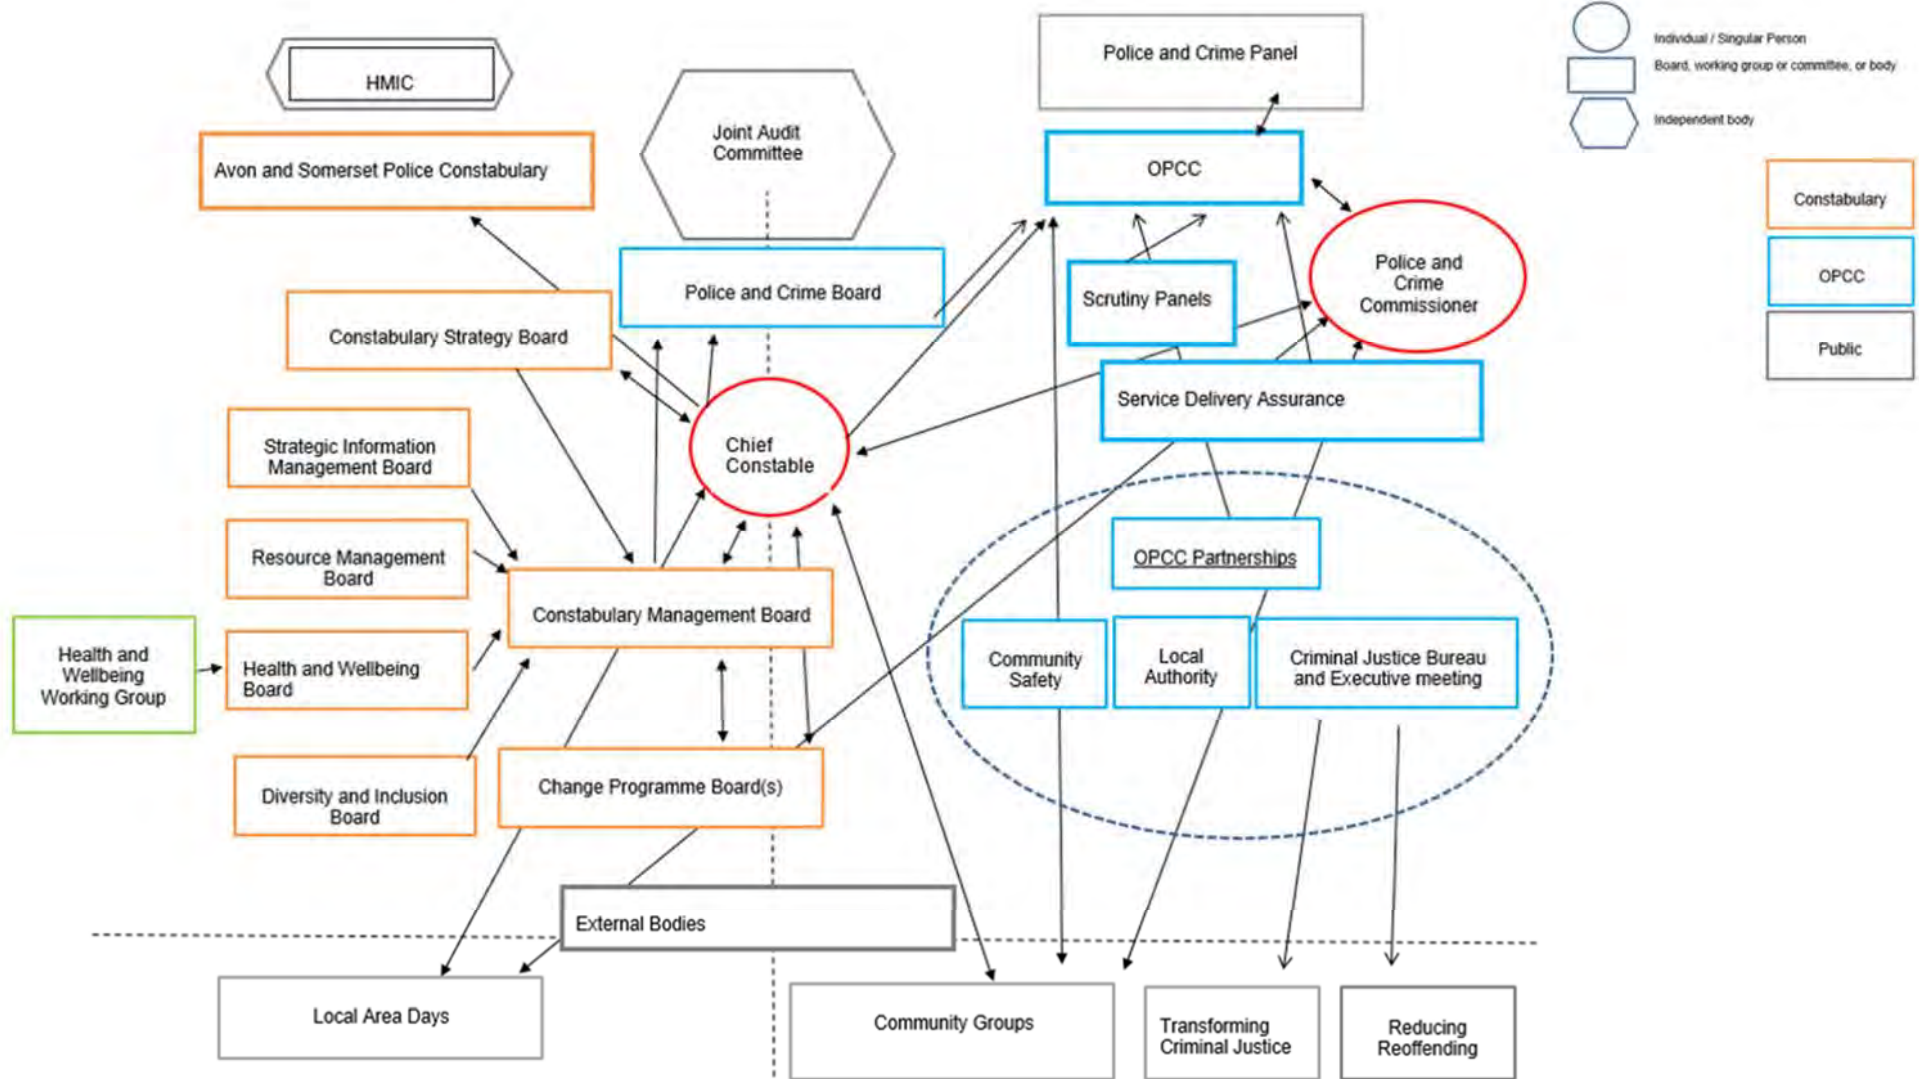 HMIC
Avon and Somerset Police Constabulary
Joint Audit
Committee
Police and Crime Panel
OPCC
Individual / Singular Person
Board, working group or committee, or body
Independent body
Constabulary
OPCC
Public
Police and Crime Board
Constabulary Strategy Board
Scrutiny Panels
Police and
Crime
Commissioner
Service Delivery Assurance
Chief
Constable
Strategic Information
Management Board
Resource Management
Board
Constabulary Management Board
OPCC Partnerships
Health and
Wellbeing
Working Group
Health and Wellbeing
Board
Community
Safety
Local
Authority
Criminal Justice Bureau
and Executive meeting
Diversity and Inclusion
Board
Change Programme Board(s)
External Bodies
Local Area Days
Community Groups
Transforming
Criminal Justice
Reducing
Reoffending